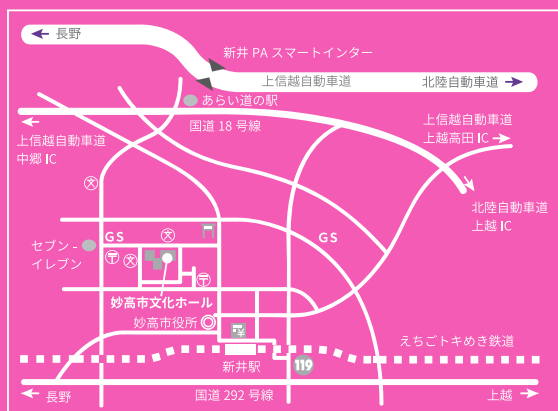 長野
新井 PA スマートインター
上信越自動車道
北陸自動車道
あらい道の駅
国道 18 号線
上信越自動車道
中郷 IC
上信越自動車道
上越高田 IC
北陸自動車道
上越 IC
文
文
文
GS
GS
セブン -
イレブン
〒
〒
妙高市文化ホール
妙高市役所
新井駅
119
えちごトキめき鉄道
長野
国道 292 号線
上越